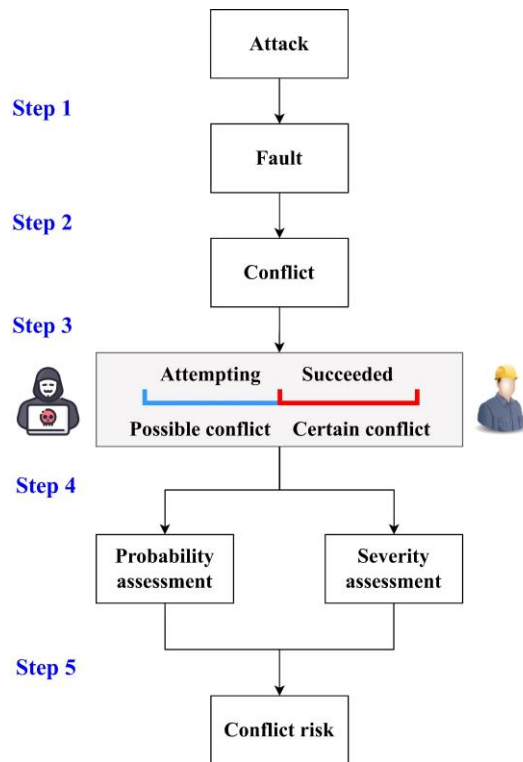 Attack
Step 1
Fault
Step 2
Conflict
Step 3
Attempting Succeeded
Possible conflict Certain conflict
Step 4
Probability
assessment
Severity
assessment
Step 5
Conflict risk